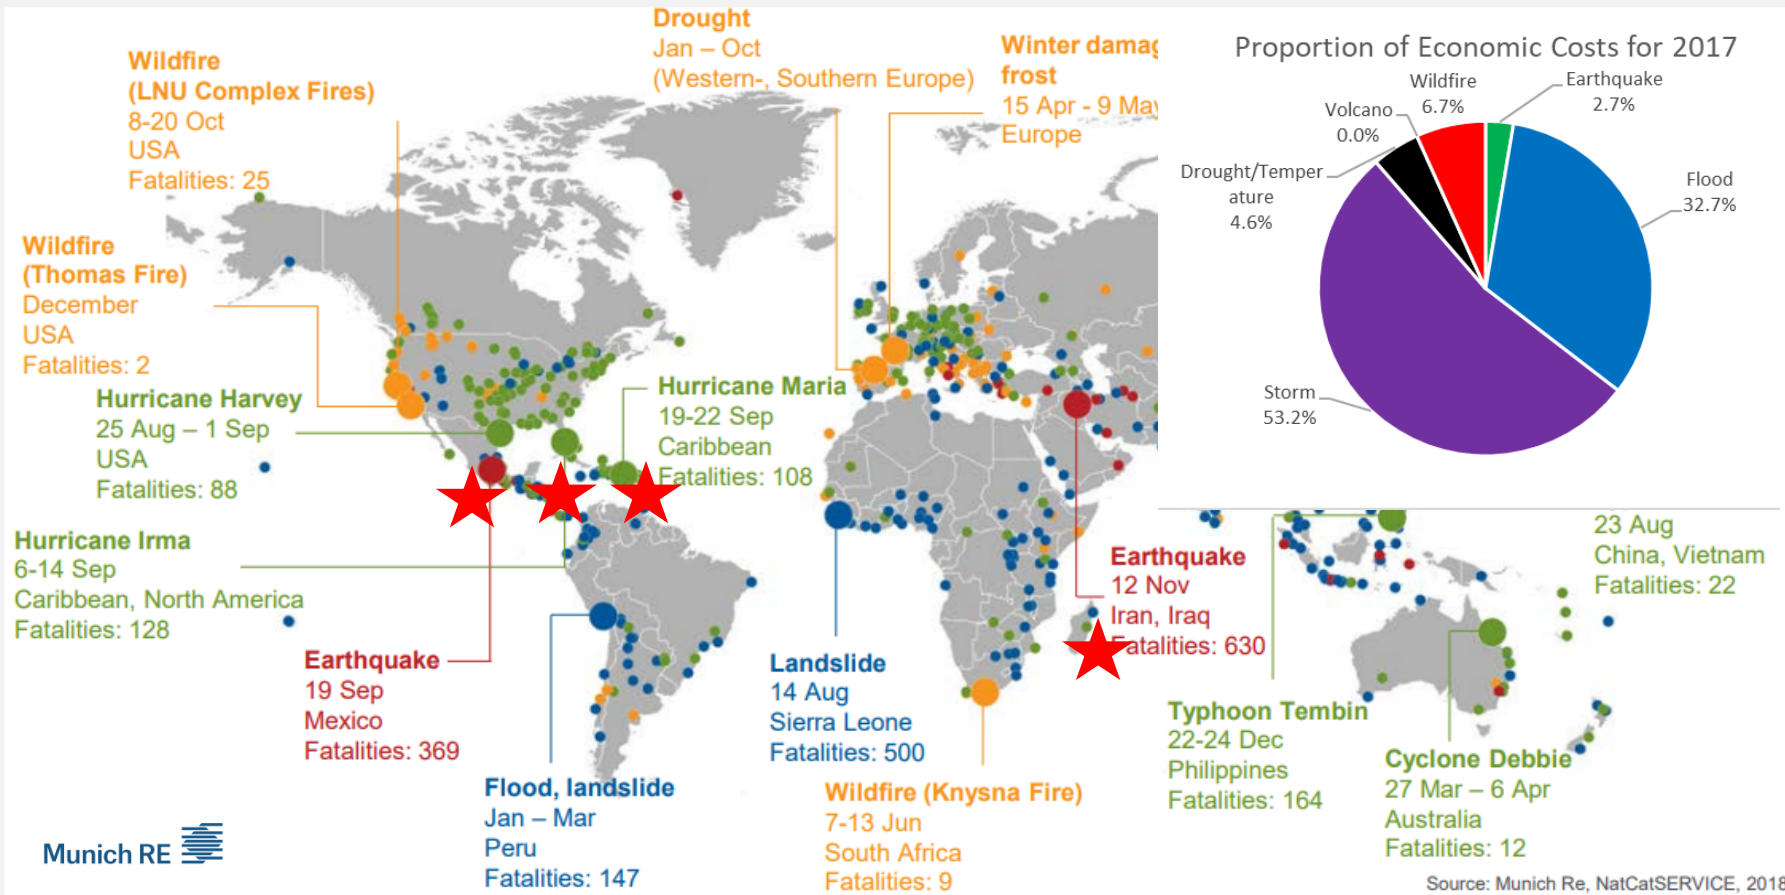 Drought
Jan – Oct
(Western-, Southern Europe)
Wildfire
(LNU Complex Fires)
8-20 Oct
USA
Fatalities: 25
Winter damag
frost
15 Apr - 9 May
Europe
Proportion of Economic Costs for 2017
Wildfire
6.7%
Earthquake
2.7%
Volcano
0.0%
Drought/Temper
ature
4.6%
Flood
32.7%
Storm
53.2%
Wildfire
(Thomas Fire)
December
USA
Fatalities: 2
Hurricane Harvey
25 Aug – 1 Sep
USA
Fatalities: 88
Hurricane Maria
19-22 Sep
Caribbean
Fatalities: 108
Hurricane Irma
6-14 Sep
Caribbean, North America
Fatalities: 128
Earthquake
12 Nov
Iran, Iraq
Fatalities: 630
23 Aug
China, Vietnam
Fatalities: 22
Earthquake
19 Sep
Mexico
Fatalities: 369
Landslide
14 Aug
Sierra Leone
Fatalities: 500
Typhoon Tembin
22-24 Dec
Philippines
Fatalities: 164
Cyclone Debbie
27 Mar – 6 Apr
Australia
Fatalities: 12
Flood, landslide
Jan – Mar
Peru
Fatalities: 147
Wildfire (Knysna Fire)
7-13 Jun
South Africa
Fatalities: 9
Munich RE
Source: Munich Re, NatCatSERVICE, 2018